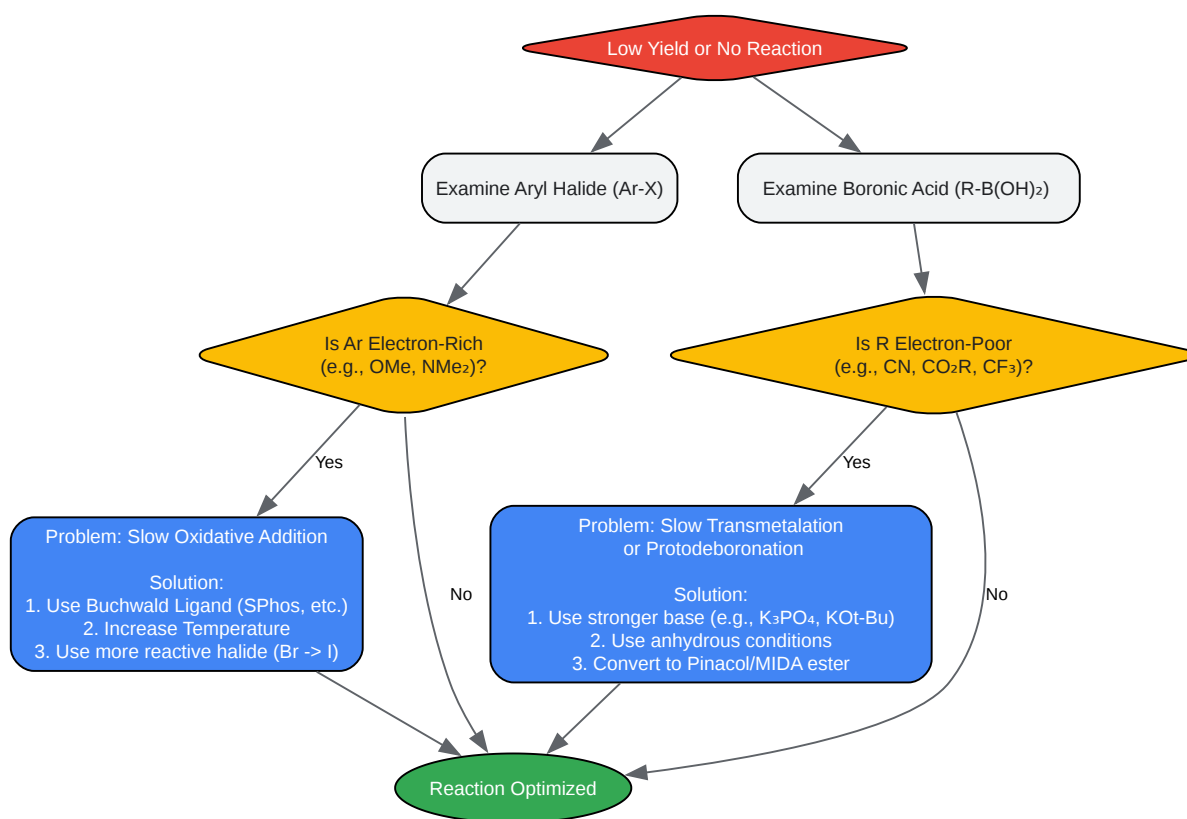 Low Yield or No Reaction
Examine Aryl Halide (Ar-X)
Examine Boronic Acid (R-B(OH)₂)
Is Ar Electron-Rich
(e.g., OMe, NMe₂)?
Is R Electron-Poor
(e.g., CN, CO₂R, CF₃)?
Yes
Yes
Problem: Slow Oxidative Addition
Solution:
1. Use Buchwald Ligand (SPhos, etc.)
2. Increase Temperature
3. Use more reactive halide (Br -> I)
No
Problem: Slow Transmetalation
or Protodeboronation
Solution:
1. Use stronger base (e.g., K₃PO₄, KOt-Bu)
2. Use anhydrous conditions
3. Convert to Pinacol/MIDA ester
No
Reaction Optimized